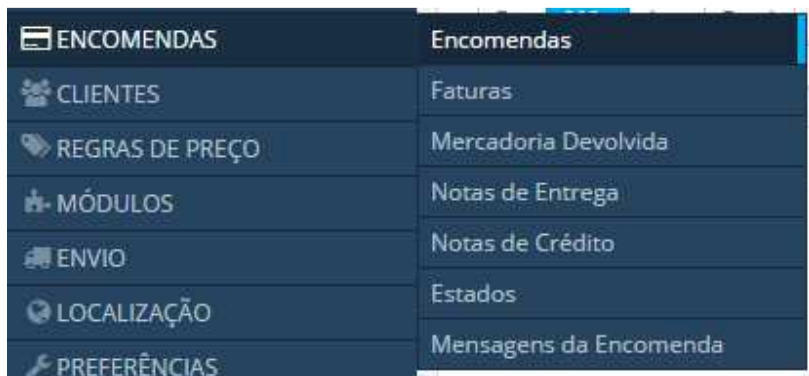 ENCOMENDAS
CLIENTES
REGRAS DE PREÇO
MÓDULOS
ENVIO
LOCALIZAÇÃO
PREFERÊNCIAS
Encomendas
Faturas
Mercadoria Devolvida
Notas de Entrega
Notas de Crédito
Estados
Mensagens da Encomenda